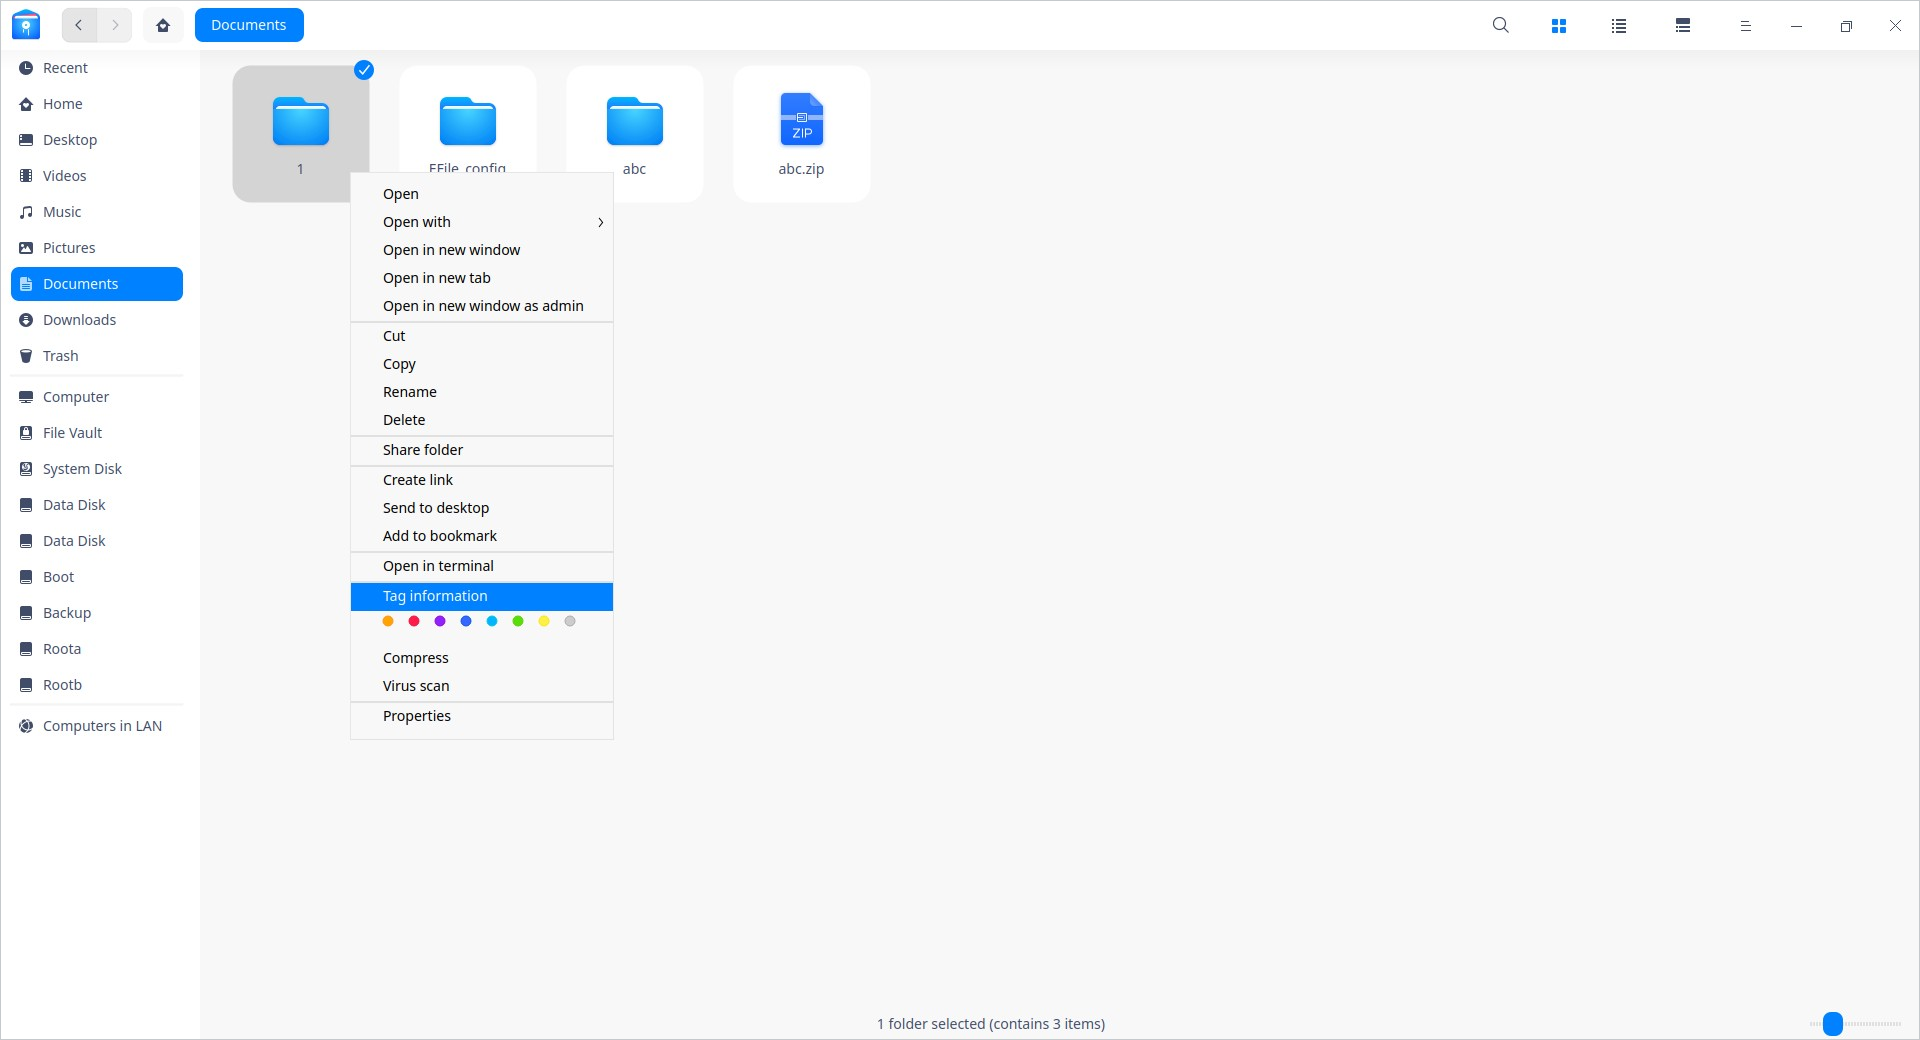 Documents
Recent
Home
Desktop
Videos
Music
Pictures
Documents
Downloads
Trash
Computer
File Vault
System Disk
Data Disk
Data Disk
Boot
Backup
Roota
Rootb
Computers in LAN
1
abc
ZIP
abc.zip
Open
Open with
Open in new window
Open in new tab
Open in new window as admin
Cut
Copy
Rename
Delete
Share folder
Create link
Send to desktop
Add to bookmark
Open in terminal
Tag information
Compress
Virus scan
Properties
1 folder selected (contains 3 items)